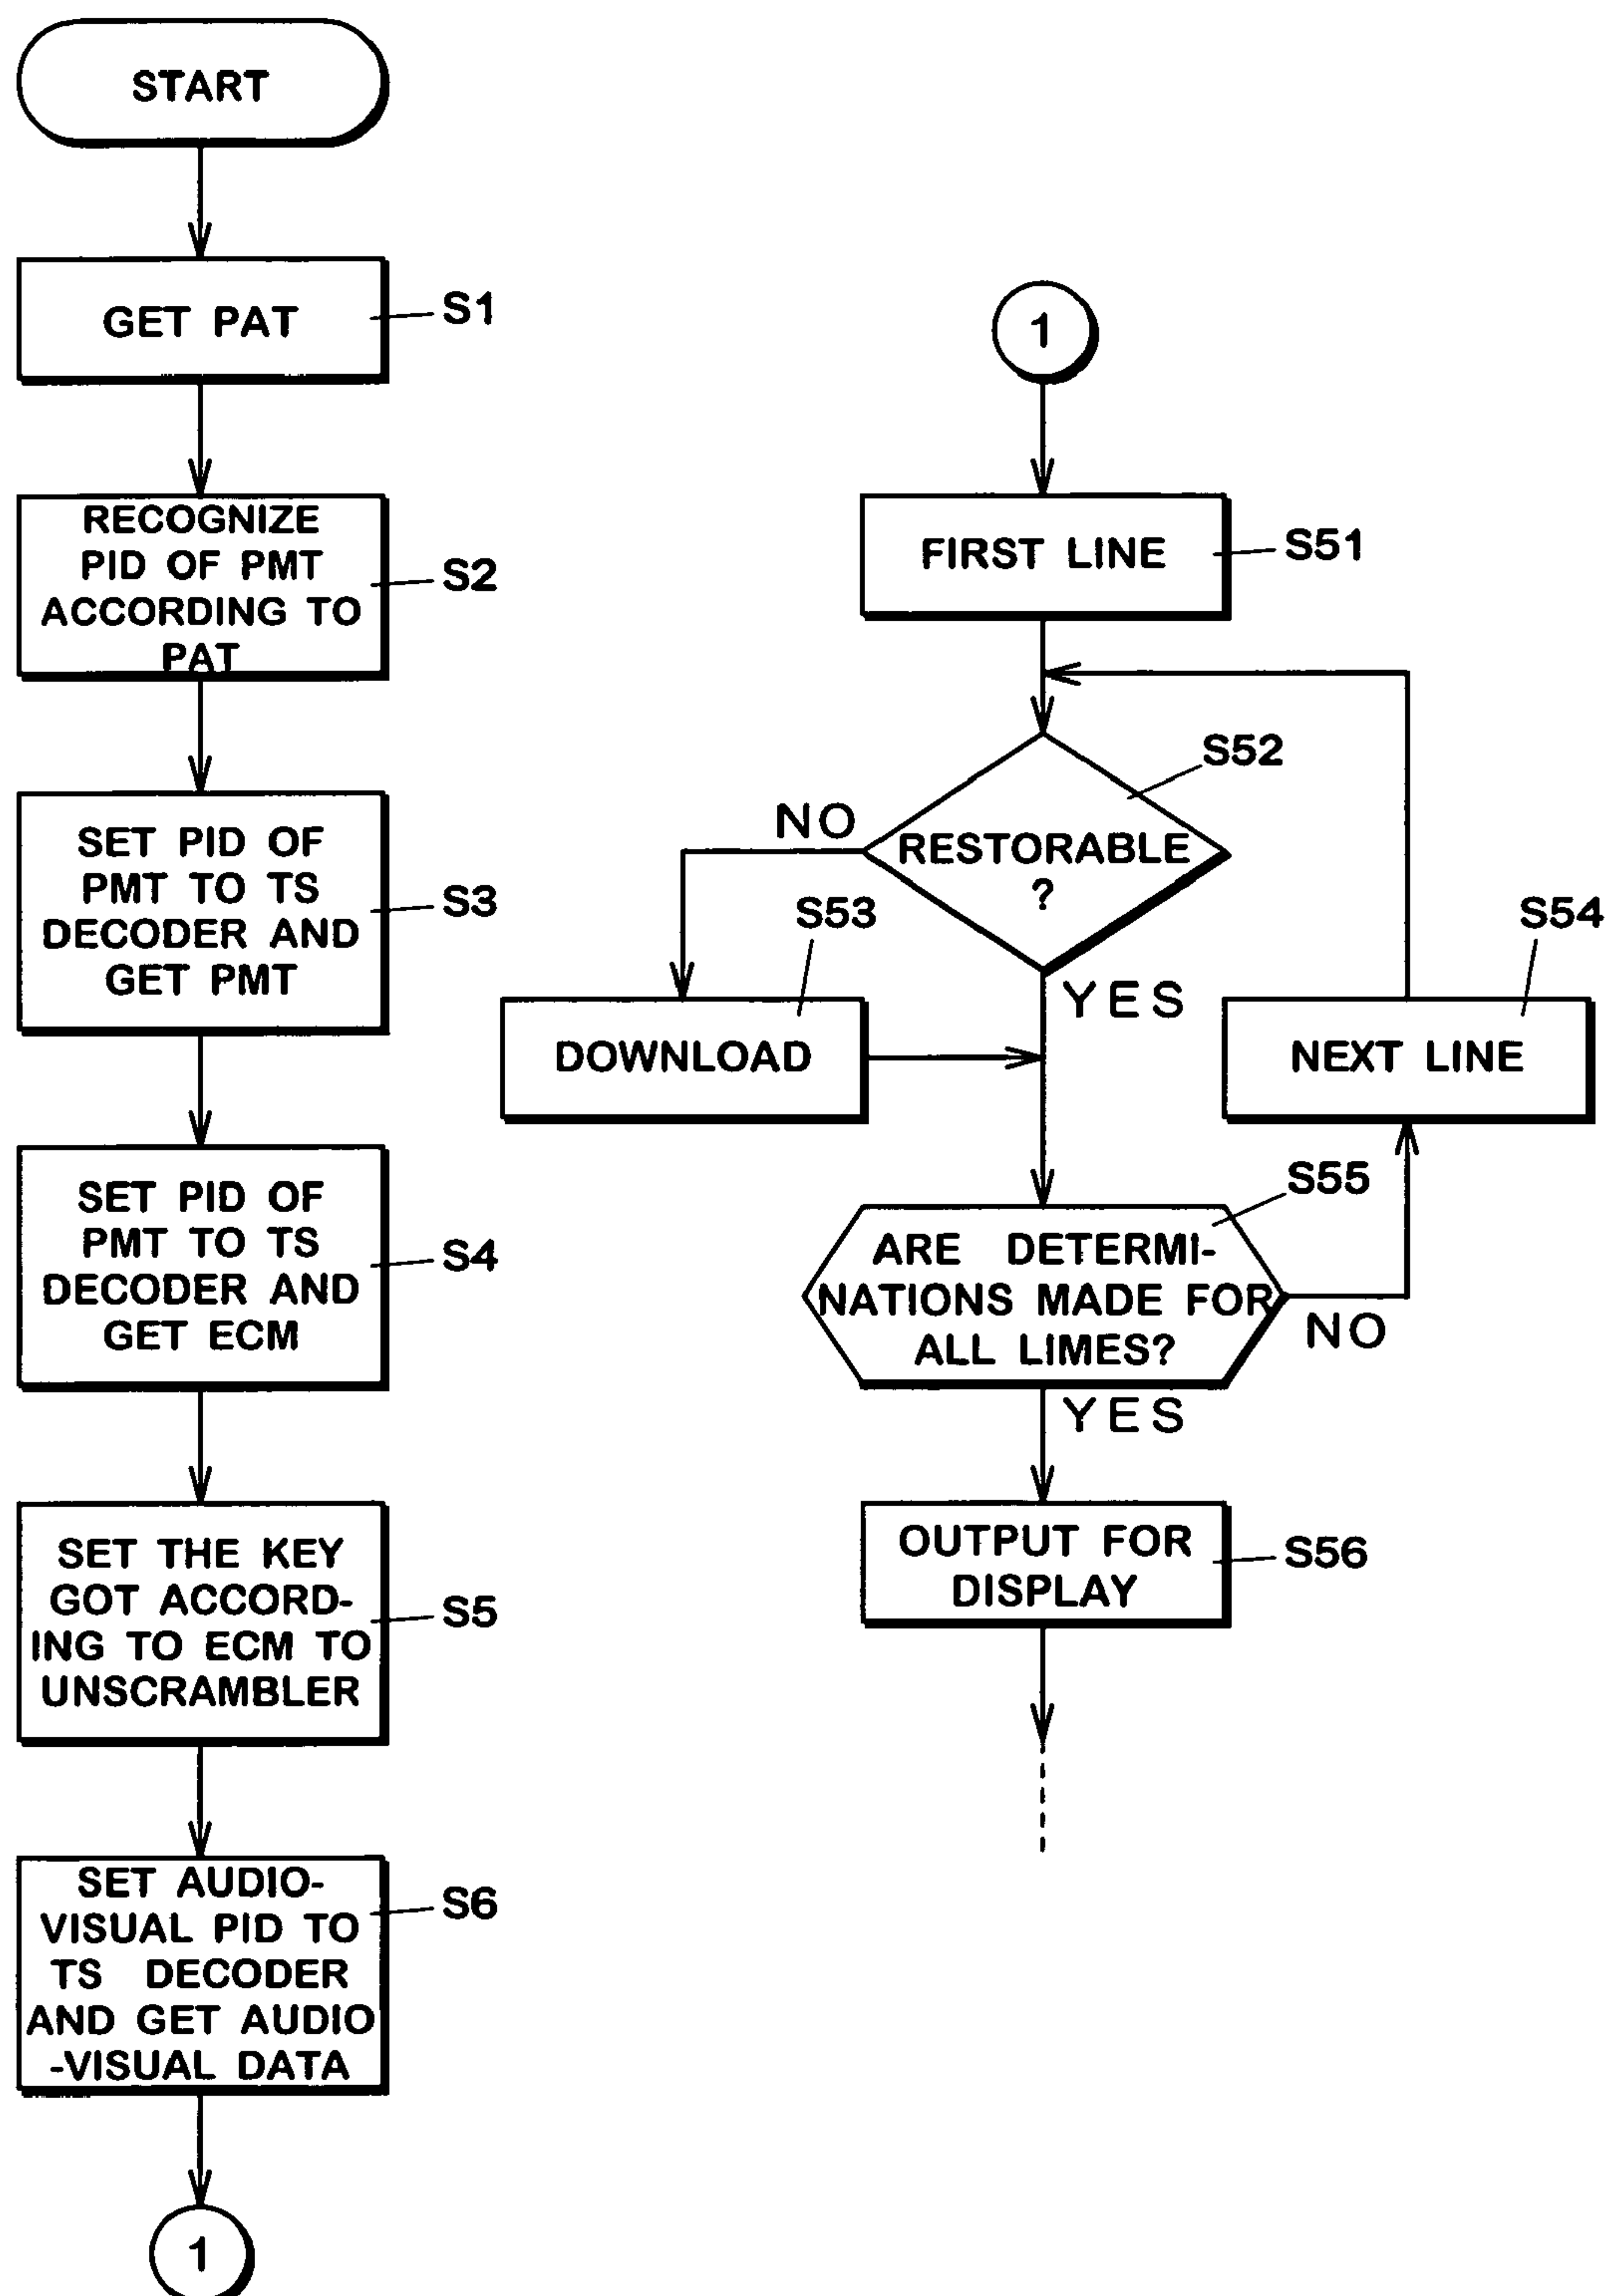 START
GET PAT
S1
RECOGNIZE
PID OF PMT
ACCORDING TO
PAT
S2
SET PID OF
PMT TO TS
DECODER AND
GET PMT
S3
SET PID OF
PMT TO TS
DECODER AND
GET ECM
S4
SET THE KEY
GOT ACCORD-
ING TO ECM TO
UNSCRAMBLER
S5
SET AUDIO-
VISUAL PID TO
TS DECODER
AND GET AUDIO
-VISUAL DATA
S6
1
1
FIRST LINE
S51
S52
RESTORABLE
?
NO
YES
S53
DOWNLOAD
S54
NEXT LINE
S55
ARE DETERMI-
NATIONS MADE FOR
ALL LIMES?
NO
YES
OUTPUT FOR
DISPLAY
S56